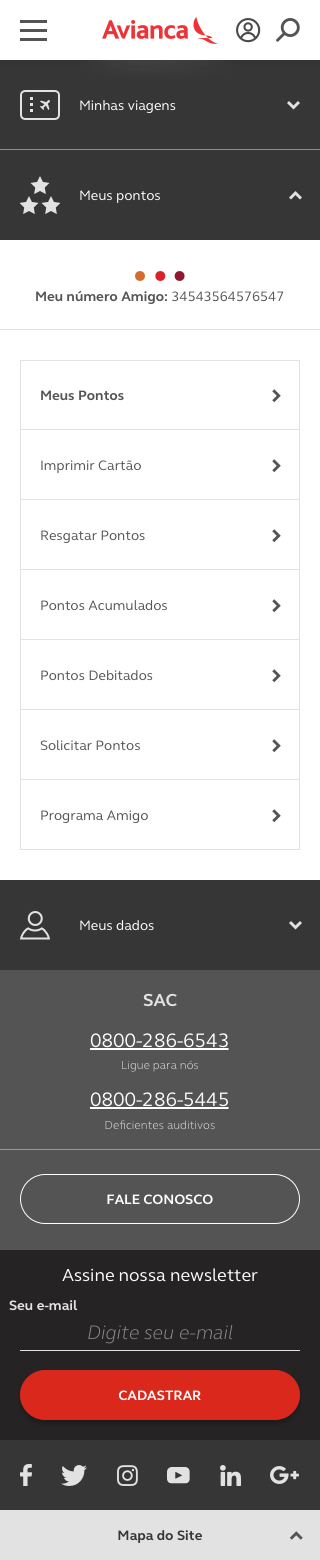 Avianca
Minhas viagens
Meus pontos
Meu número Amigo: 34543564576547
Meus Pontos
Imprimir Cartão
Resgatar Pontos
Pontos Acumulados
Pontos Debitados
Solicitar Pontos
Programa Amigo
Meus dados
SAC
0800-286-6543
Ligue para nós
0800-286-5445
Deficientes auditivos
FALE CONOSCO
Assine nossa newsletter
Seu e-mail
Digite seu e-mail
CADASTRAR
Mapa do Site